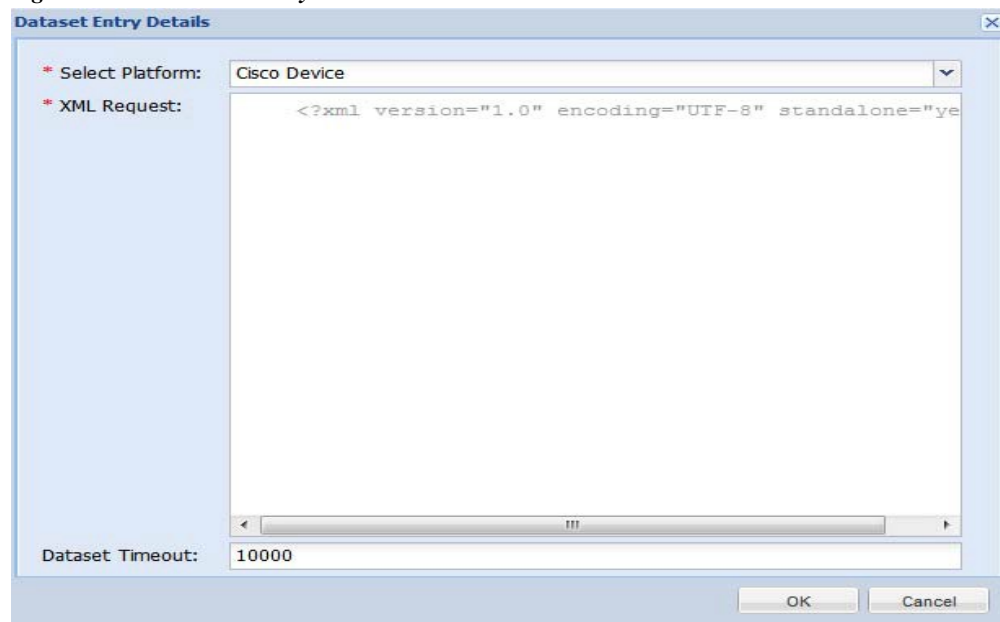 Dataset Entry Details
* Select Platform: Cisco Device
* XML Request: <?xml version="1.0" encoding="UTF-8" standalone="ye
Dataset Timeout: 10000
OK Cancel